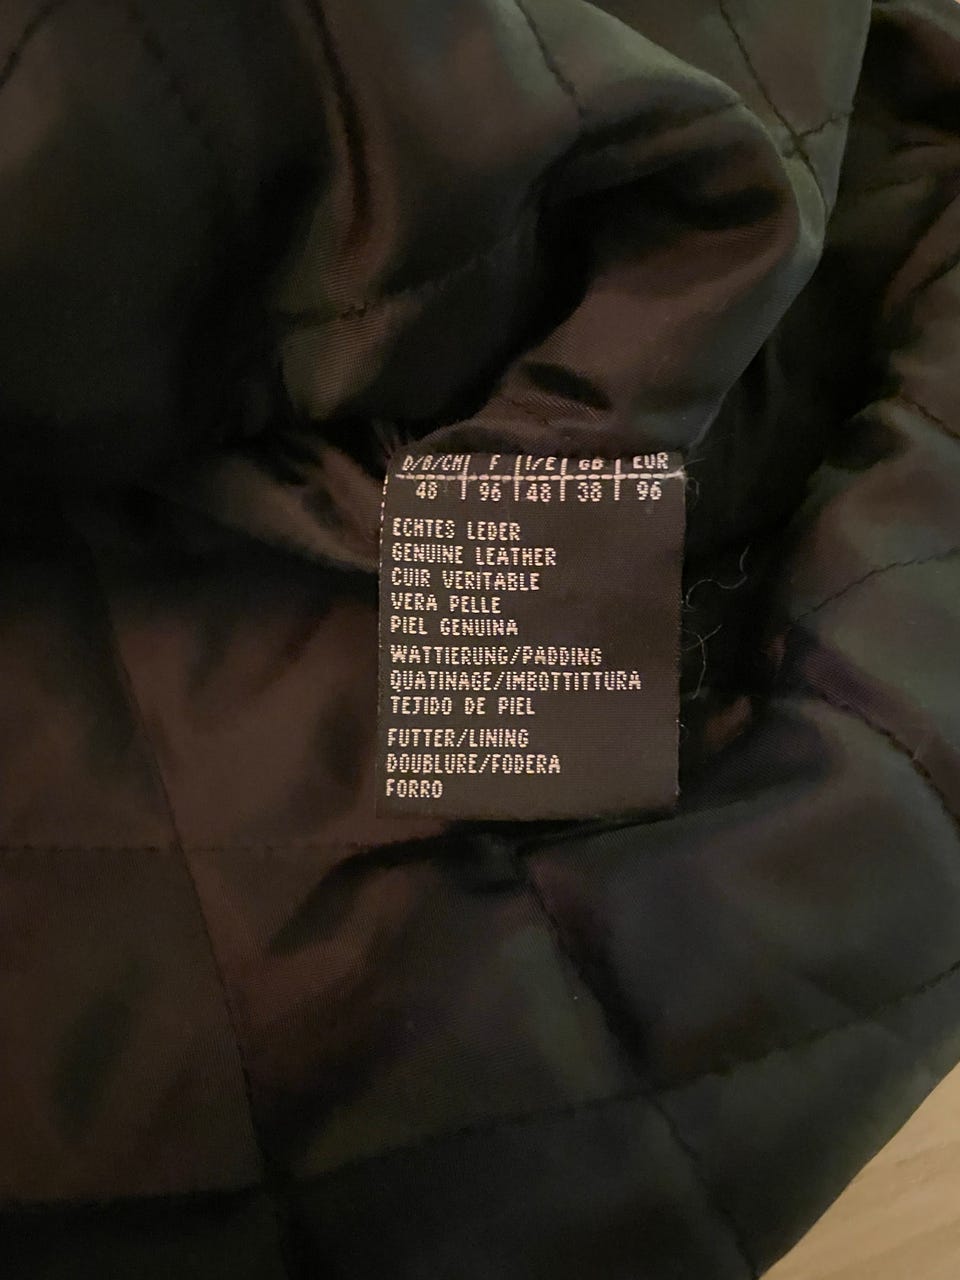 D/B/CH| F |I/E| GB | EUR
48 | 96 |48| 38 | 96
ECHTES LEDER
GENUINE LEATHER
CUIR VERITABLE
VERA PELLE
PIEL GENUINA
WATTIERUNG/PADDING
QUATINAGE/IMBOTTITTURA
TEJIDO DE PIEL
FUTTER/LINING
DOUBLURE/FODERA
FORRO